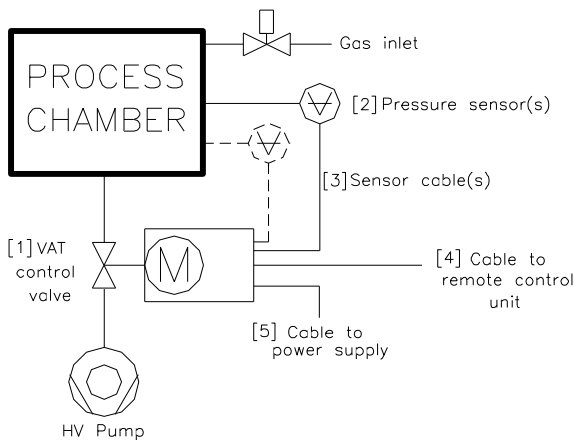 Gas inlet
PROCESS
CHAMBER
[2] Pressure sensor(s)
[3] Sensor cable(s)
[1] VAT
control
valve
M
[4] Cable to
remote control
unit
[5] Cable to
power supply
HV Pump